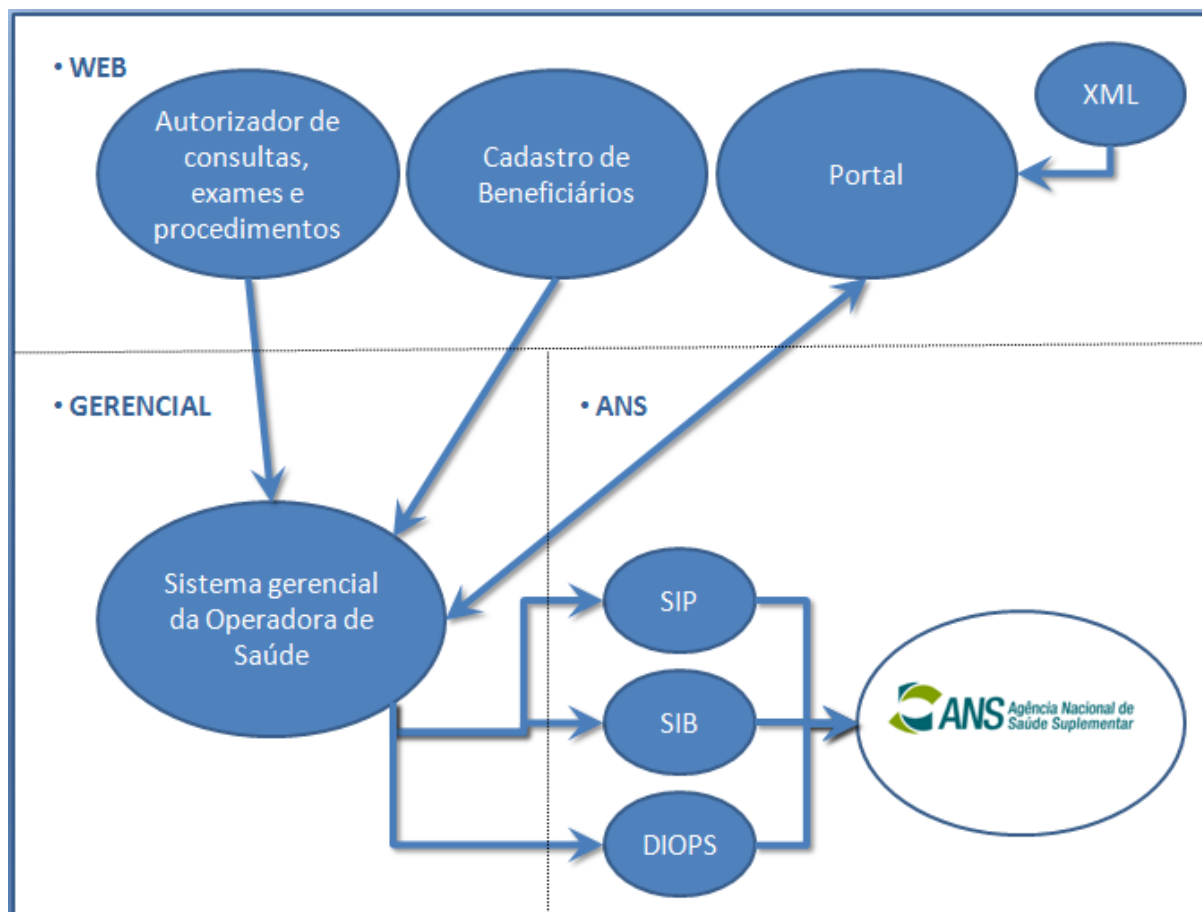 • WEB
Autorizador de
consultas,
exames e
procedimentos
Cadastro de
Beneficiários
Portal
XML
• GERENCIAL
• ANS
Sistema gerencial
da Operadora de
Saúde
SIP
SIB
DIOPS
ANS Agência Nacional de
Saúde Suplementar